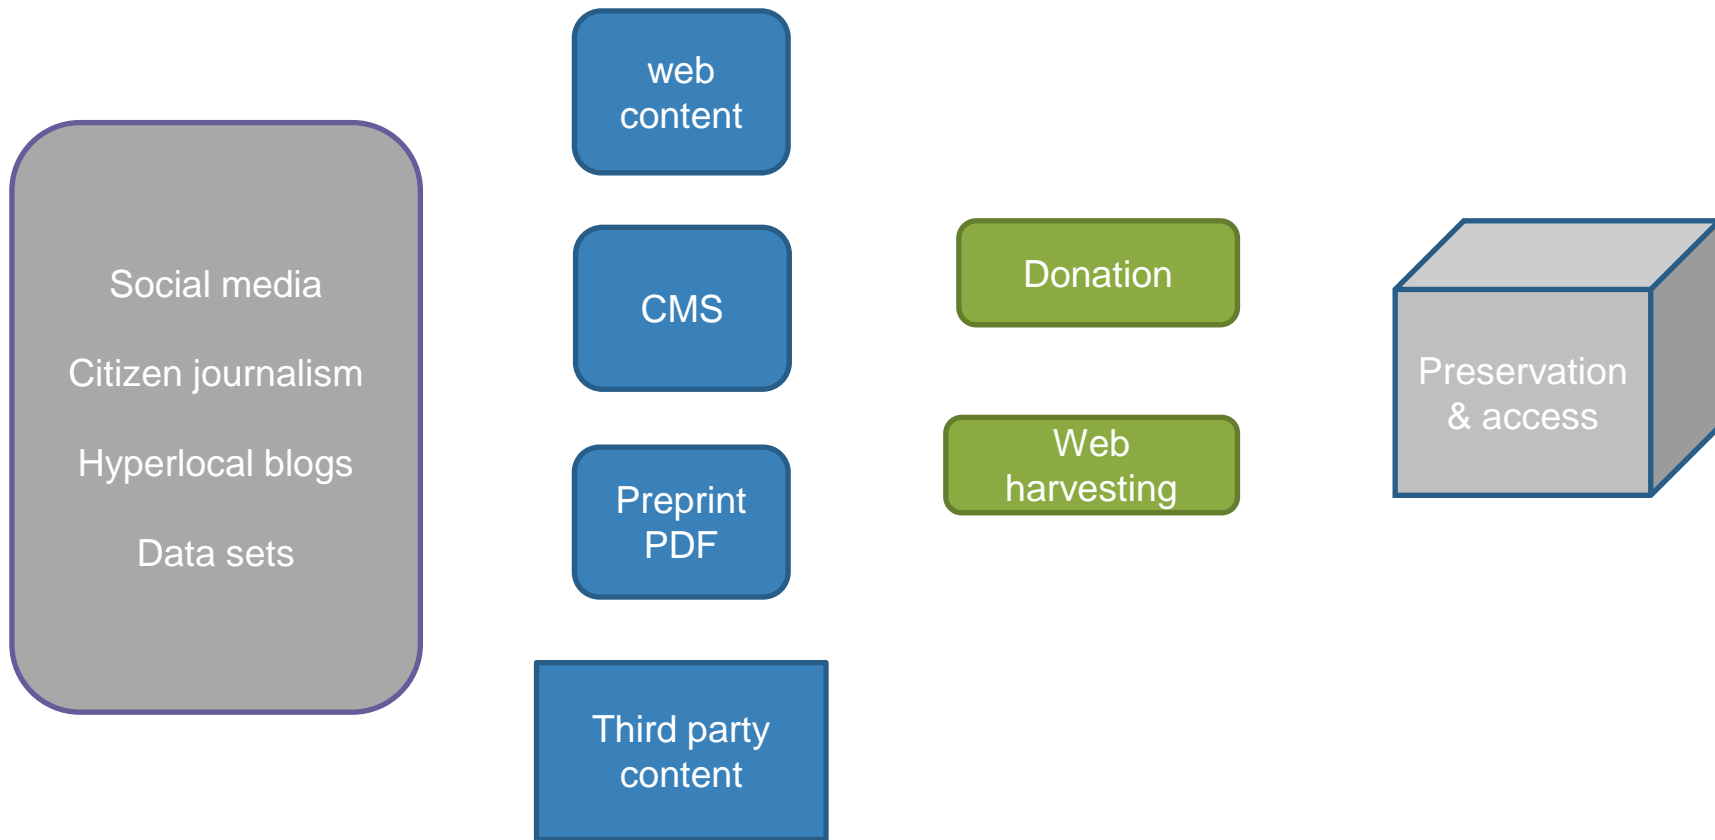 Social media
Citizen journalism
Hyperlocal blogs
Data sets
web
content
CMS
Preprint
PDF
Third party
content
Donation
Web
harvesting
Preservation
& access